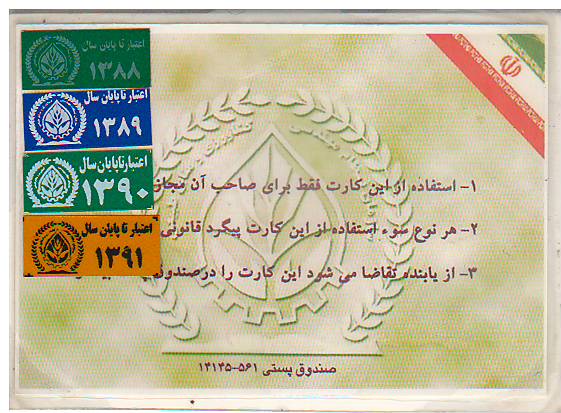 اعتبار تا پایان سال
۱۳۸۸
اعتبار تا پایان سال
۱۳۸۹
اعتبار تا پایان سال
۱۳۹۰
اعتبار تا پایان سال
۱۳۹۱
۱- استفاده از این کارت فقط برای صاحب آن مجاز
۲- هر نوع سوء استفاده از این کارت پیگرد قانونی
۳- از یابنده تقاضا می شود این کارت را درصندوق
صندوق پستی ۵۶۱-۱۴۱۴۵